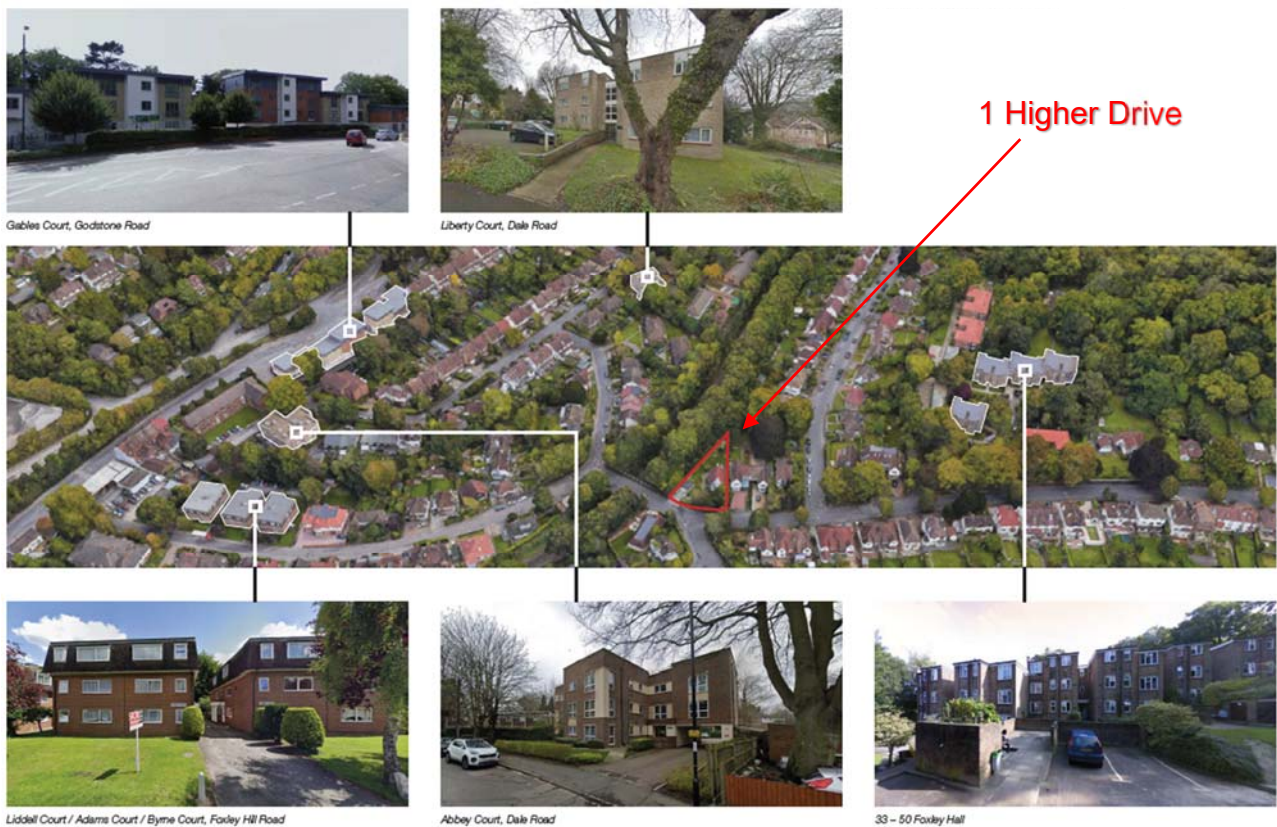 1 Higher Drive
Gables Court, Godstone Road
Liberty Court, Dale Road
Liddell Court / Adams Court / Byrne Court, Foxley Hill Road
Abbey Court, Dale Road
33 – 50 Foxley Hall